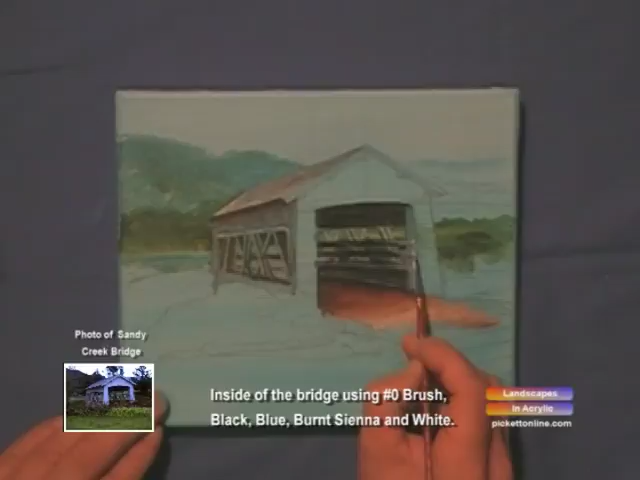 Photo of Sandy
Creek Bridge
Inside of the bridge using #0 Brush,
Black, Blue, Burnt Sienna and White.
Landscapes
In Acrylic
pickettonline.com